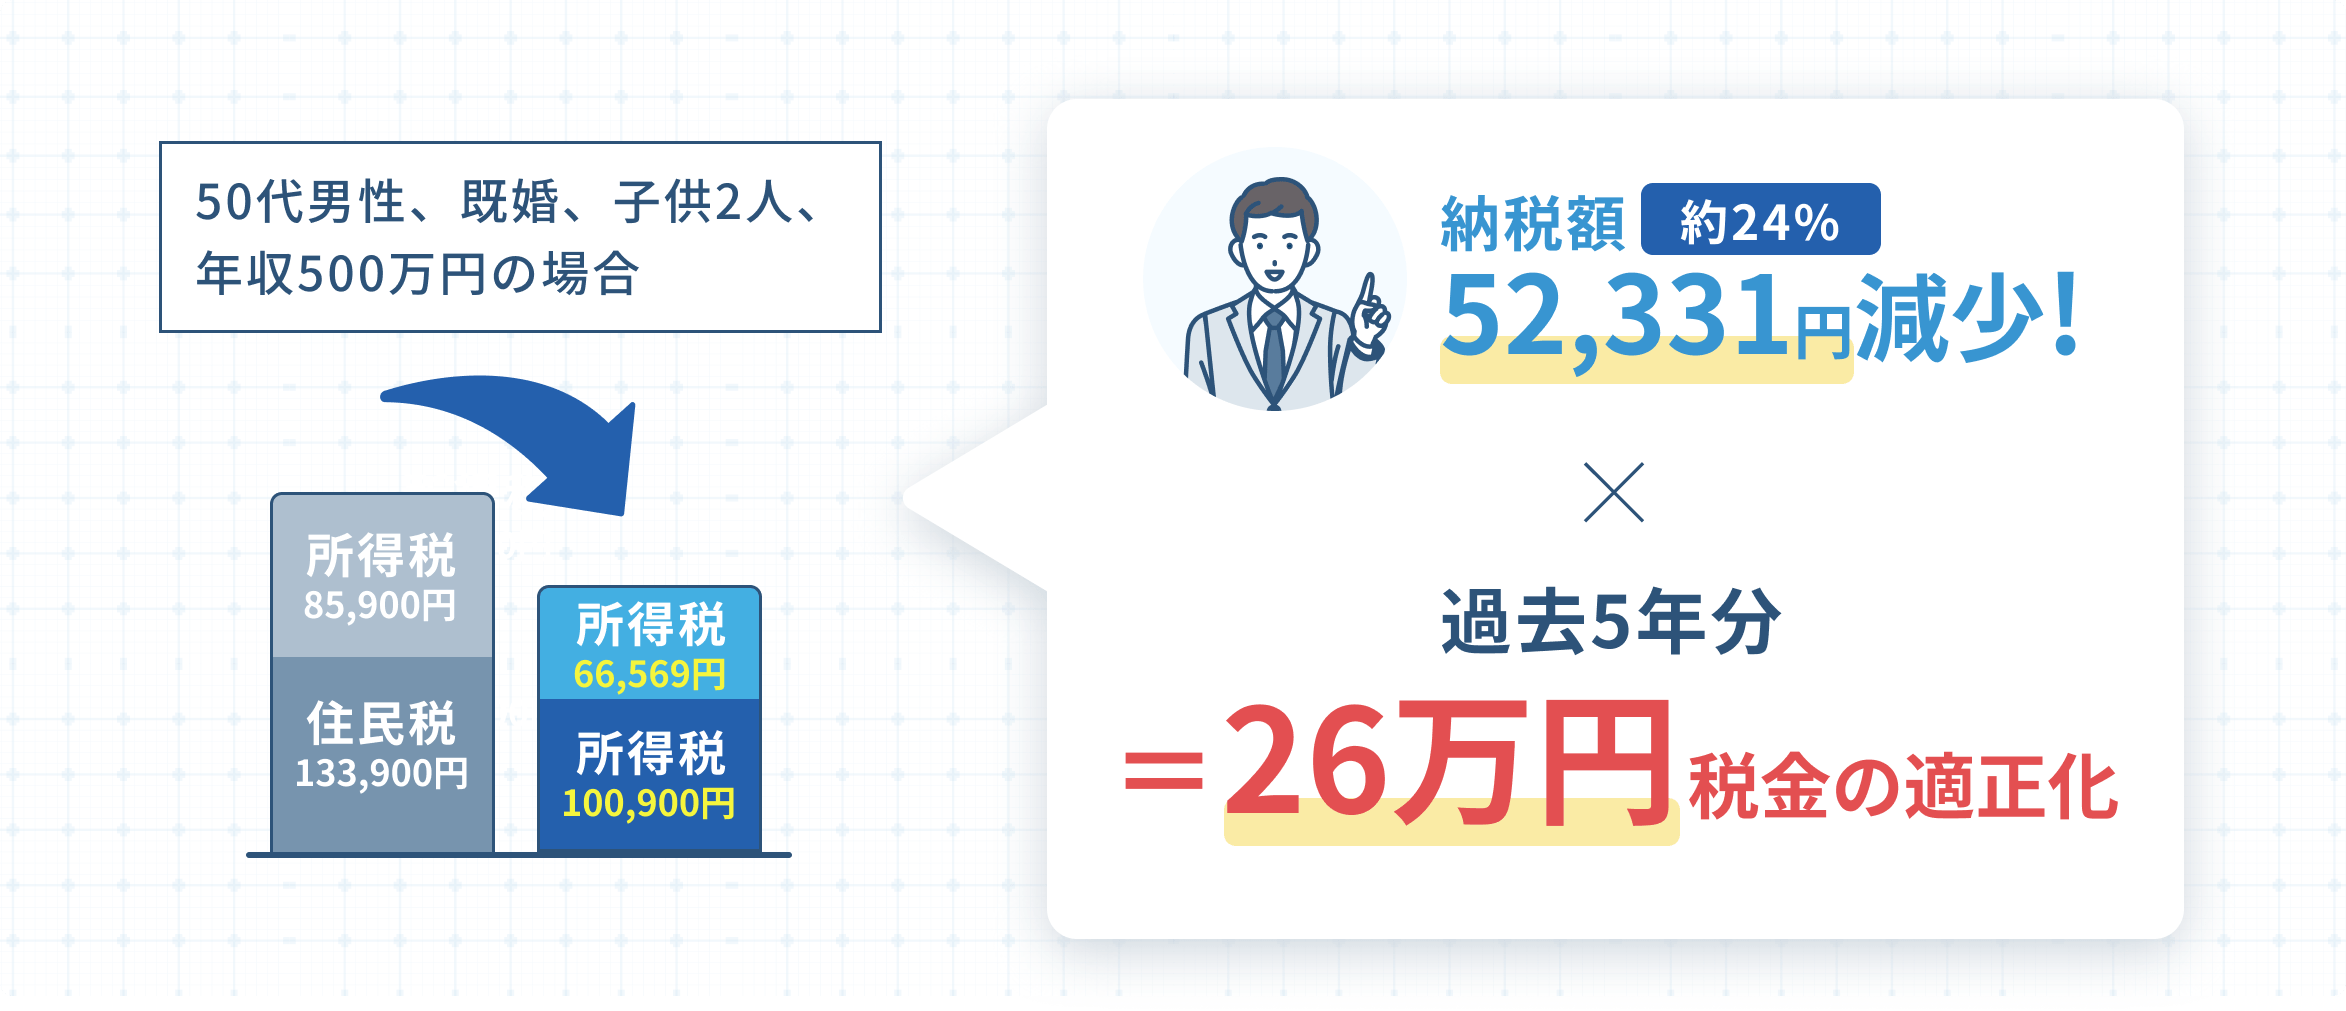 50代男性、既婚、子供2人、
年収500万円の場合
所得税
85,900円
住民税
133,900円
所得税
66,569円
所得税
100,900円
納税額 約24%
52,331円減少!
×
過去5年分
=26万円税金の適正化